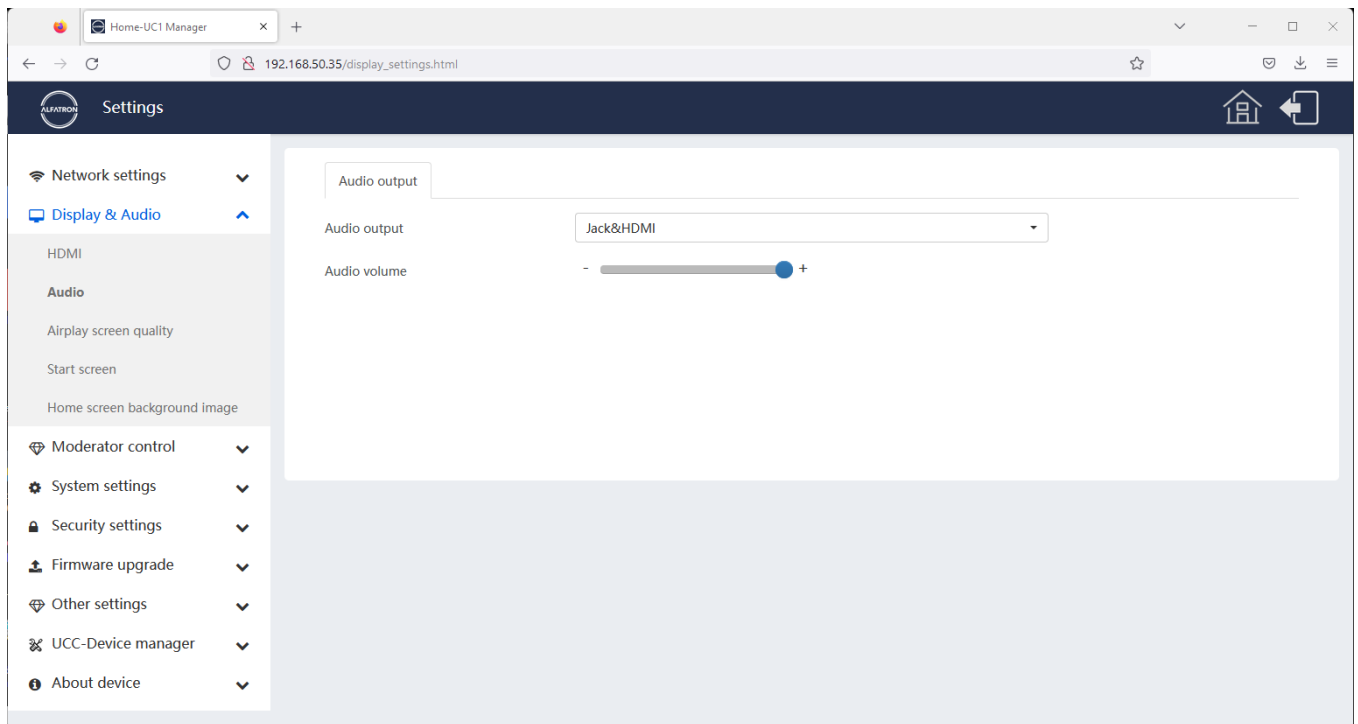 Home-UC1 Manager
192.168.50.35/display_settings.html
ALFATRON
Settings
Network settings
Display & Audio
HDMI
Audio
Airplay screen quality
Start screen
Home screen background image
Moderator control
System settings
Security settings
Firmware upgrade
Other settings
UCC-Device manager
About device
Audio output
Audio output Jack&HDMI
Audio volume - +